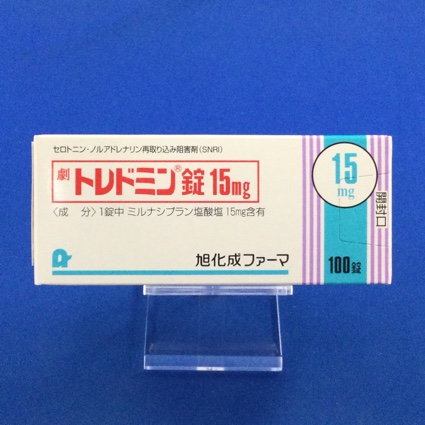 セロトニン・ノルアドレナリン再取り込み阻害剤(SNRI)
劇 トレドミン®錠 15mg
〈成 分〉1錠中 ミルナシプラン塩酸塩 15mg含有
旭化成ファーマ
15
mg
開封口
100錠